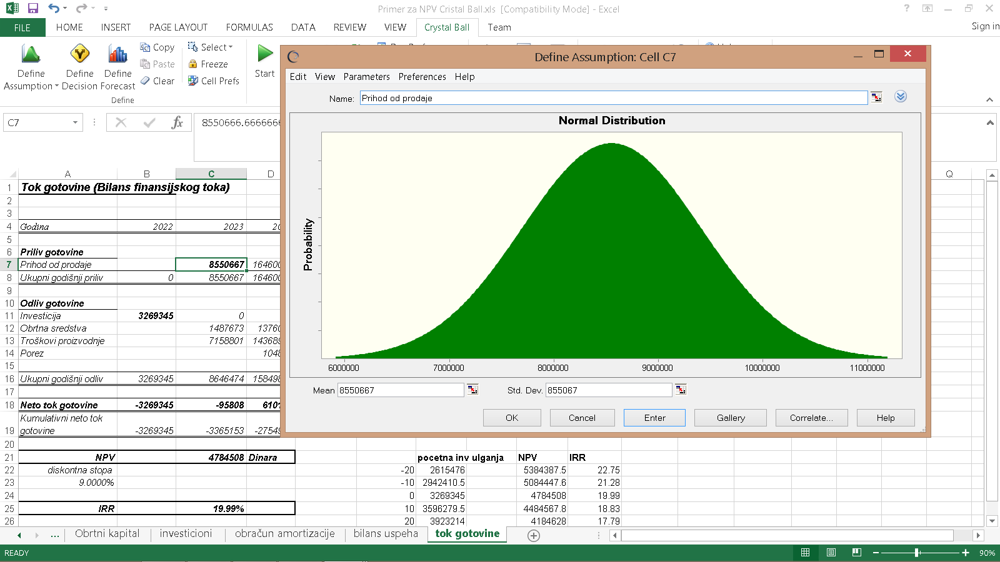 Primer za NPV Cristal Ball.xls [Compatibility Mode] - Excel
FILE HOME INSERT PAGE LAYOUT FORMULAS DATA REVIEW VIEW Crystal Ball Team Sign in
Define Assumption
Define Decision
Define Forecast
Copy
Paste
Clear
Select
Freeze
Cell Prefs
Start
Define
C7 8550666.6666666
Define Assumption: Cell C7
Edit View Parameters Preferences Help
Name: Prihod od prodaje
Normal Distribution
Probability
6000000 7000000 8000000 9000000 10000000 11000000
Mean 8550667 Std. Dev. 855067
OK Cancel Enter Gallery Correlate... Help
A B C D Q
1 Tok gotovine (Bilans finansijskog toka)
2
3
4 Godina 2022 2023
5
6 Priliv gotovine
7 Prihod od prodaje 8550667 16460
8 Ukupni godišnji priliv 0 8550667 16460
9
10 Odliv gotovine
11 Investicija 3269345 0
12 Obrtna sredstva 1487673 1376
13 Troškovi proizvodnje 7158801 14368
14 Porez 104
15
16 Ukupni godišnji odliv 3269345 8646474 15849
17
18 Neto tok gotovine -3269345 -95808 610
19 Kumulativni neto tok gotovine -3269345 -3365153 -2754
20
21 NPV 4784508 Dinara pocetna inv ulganja NPV IRR
22 diskontna stopa -20 2615476 5384387.5 22.75
23 9.0000% -10 2942410.5 5084447.6 21.28
24 0 3269345 4784508 19.99
25 IRR 19.99% 10 3596279.5 4484567.8 18.83
26 20 3923214 4184628 17.79
... Obrtni kapital investicioni obračun amortizacije bilans uspeha tok gotovine
READY 90%